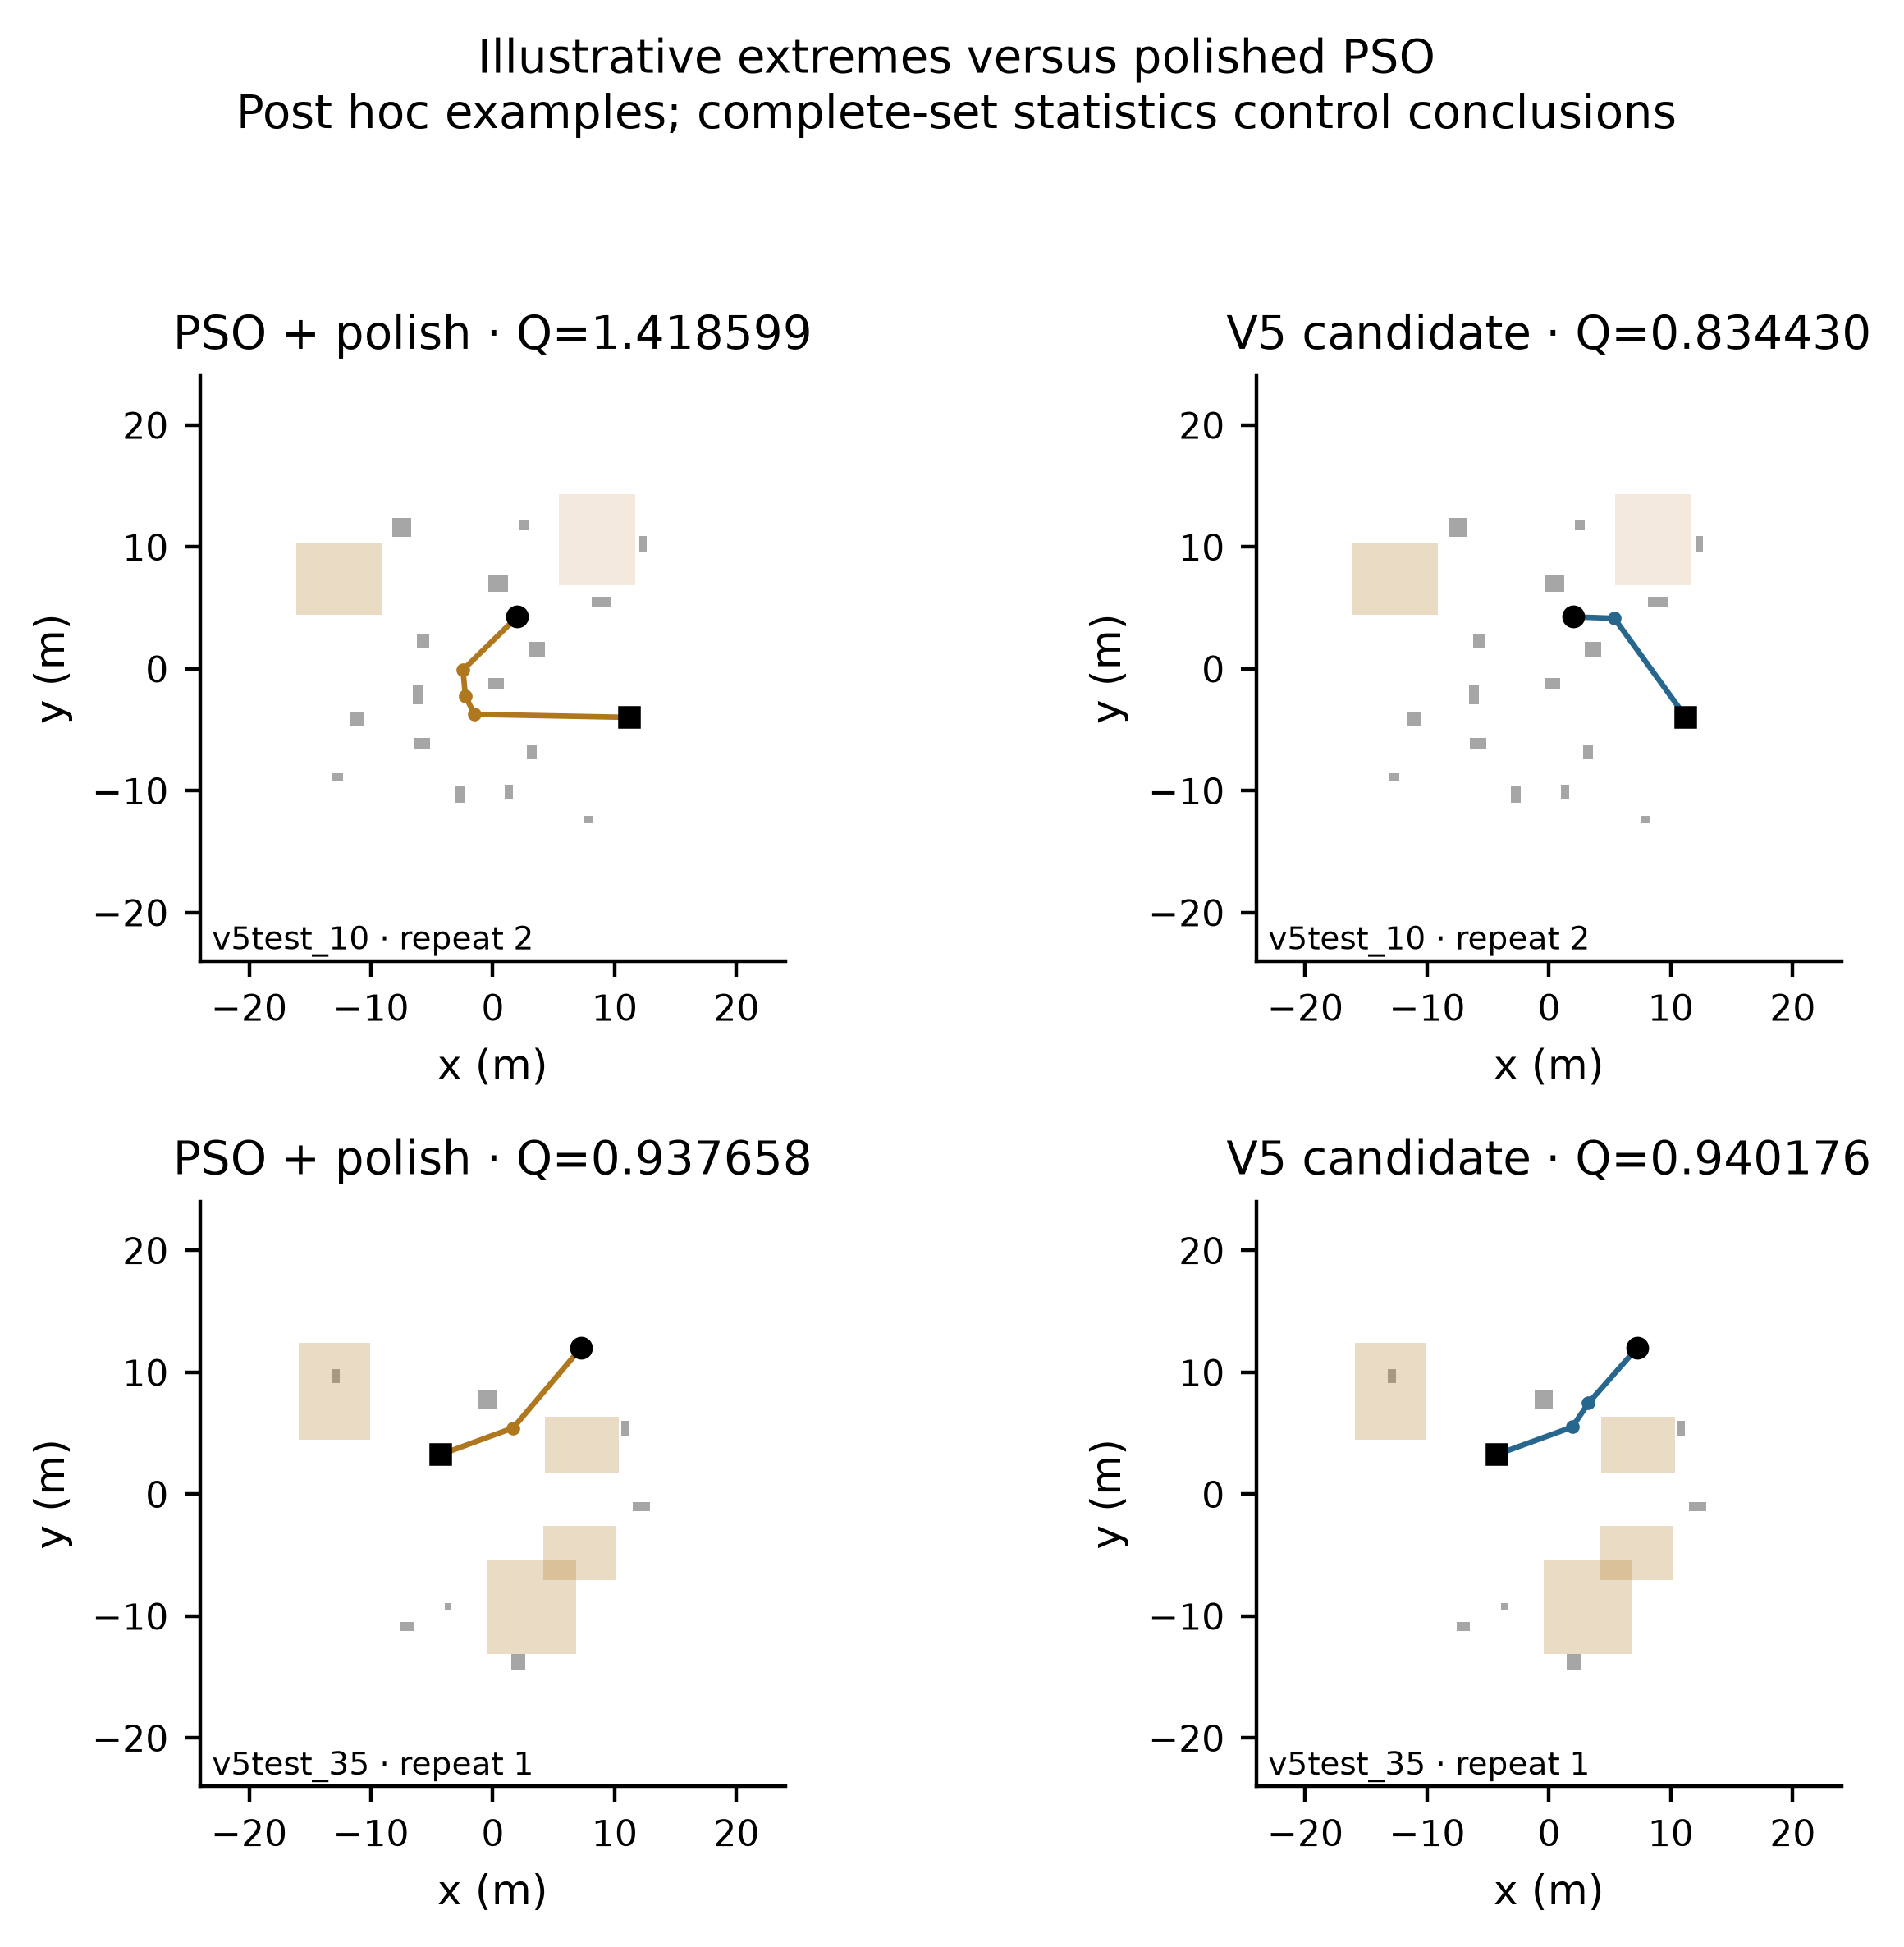 Illustrative extremes versus polished PSO
Post hoc examples; complete-set statistics control conclusions
PSO + polish · Q=1.418599
20
10
0
−10
−20
y (m)
v5test_10 · repeat 2
−20 −10 0 10 20
x (m)
V5 candidate · Q=0.834430
20
10
0
−10
−20
y (m)
v5test_10 · repeat 2
−20 −10 0 10 20
x (m)
PSO + polish · Q=0.937658
20
10
0
−10
−20
y (m)
v5test_35 · repeat 1
−20 −10 0 10 20
x (m)
V5 candidate · Q=0.940176
20
10
0
−10
−20
y (m)
v5test_35 · repeat 1
−20 −10 0 10 20
x (m)